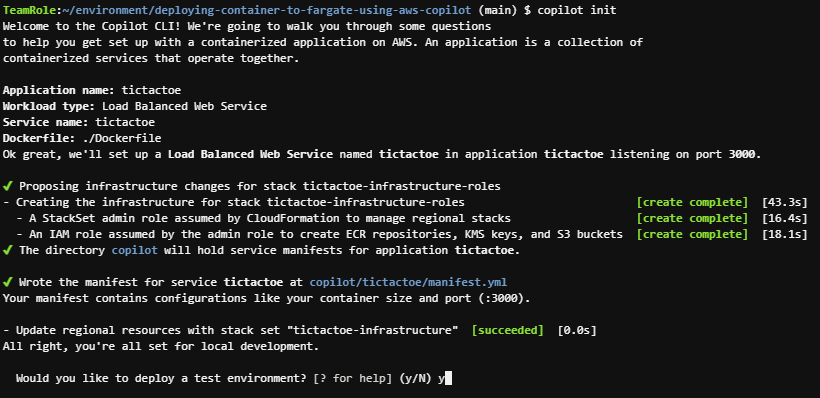 TeamRole:~/environment/deploying-container-to-fargate-using-aws-copilot (main) $ copilot init
Welcome to the Copilot CLI! We're going to walk you through some questions
to help you get set up with a containerized application on AWS. An application is a collection of
containerized services that operate together.

Application name: tictactoe
Workload type: Load Balanced Web Service
Service name: tictactoe
Dockerfile: ./Dockerfile
Ok great, we'll set up a Load Balanced Web Service named tictactoe in application tictactoe listening on port 3000.

✔ Proposing infrastructure changes for stack tictactoe-infrastructure-roles
- Creating the infrastructure for stack tictactoe-infrastructure-roles [create complete] [43.3s]
- A StackSet admin role assumed by CloudFormation to manage regional stacks [create complete] [16.4s]
- An IAM role assumed by the admin role to create ECR repositories, KMS keys, and S3 buckets [create complete] [18.1s]
✔ The directory copilot will hold service manifests for application tictactoe.

✔ Wrote the manifest for service tictactoe at copilot/tictactoe/manifest.yml
Your manifest contains configurations like your container size and port (:3000).

- Update regional resources with stack set "tictactoe-infrastructure" [succeeded] [0.0s]
All right, you're all set for local development.

Would you like to deploy a test environment? [? for help] (y/N) y